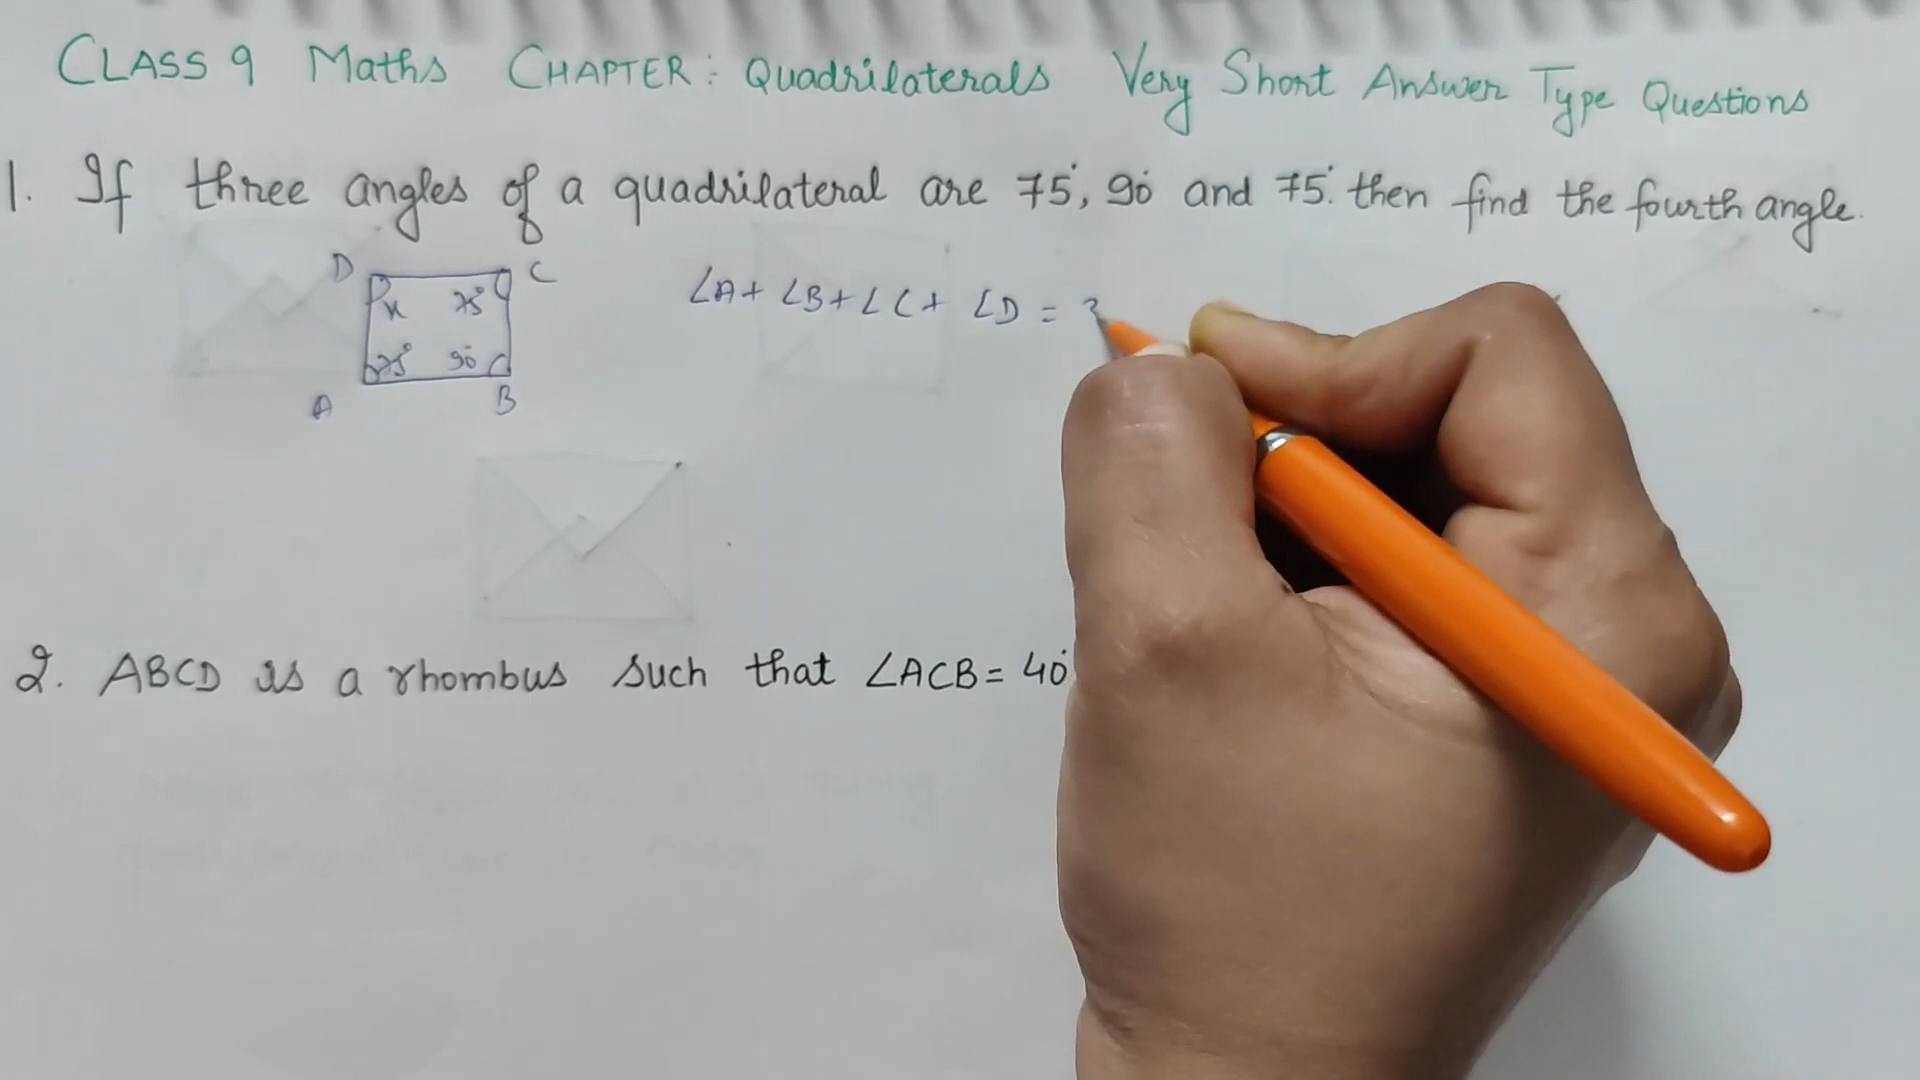 CLASS 9 Maths CHAPTER: Quadrilaterals Very Short Answer Type Questions
1. If three angles of a quadrilateral are 75°, 90° and 75°. then find the fourth angle.
D C
x 75°
75° 90°
A B
∠A + ∠B + ∠C + ∠D = 3
2. ABCD is a rhombus such that ∠ACB = 40°